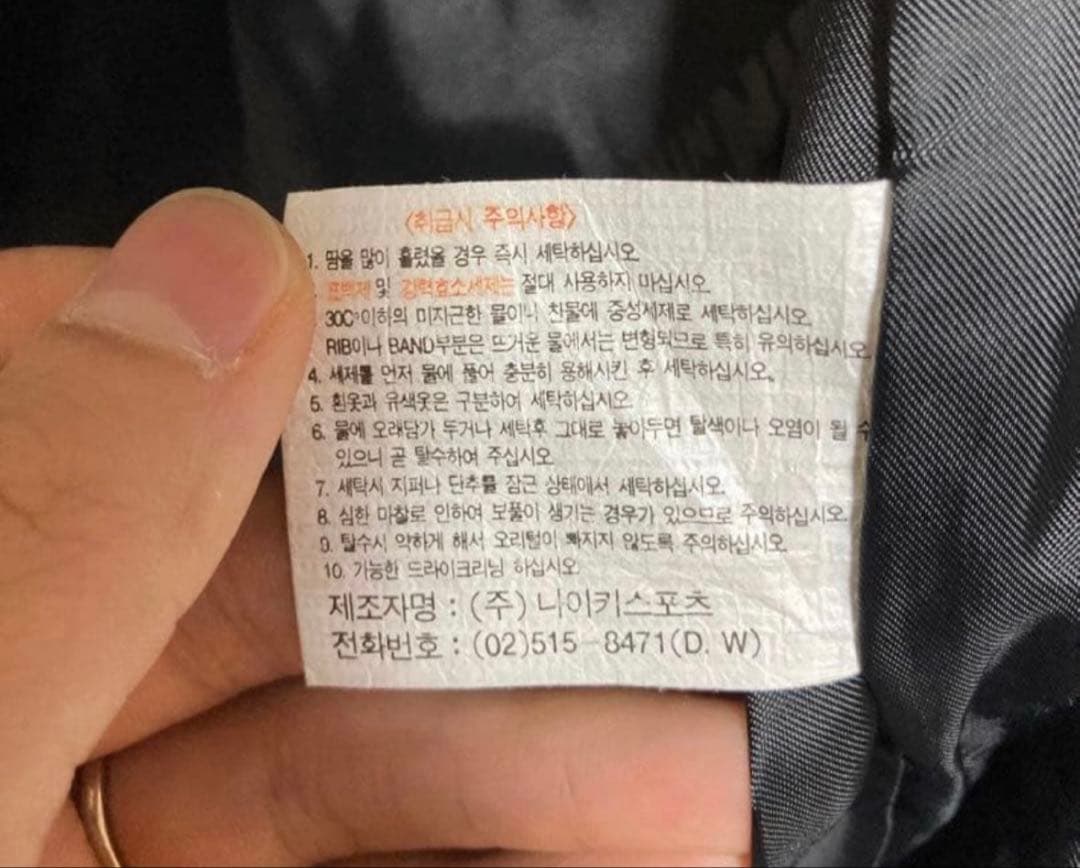 〈취급시 주의사항〉
1. 땀을 많이 흘렸을 경우 즉시 세탁하십시오.
표백제 및 강력효소세제는 절대 사용하지 마십시오.
30C°이하의 미지근한 물이나 찬물에 중성세제로 세탁하십시오.
RIB이나 BAND부분은 뜨거운 물에서는 변형되므로 특히 유의하십시오.
4. 세제를 먼저 물에 풀어 충분히 용해시킨 후 세탁하십시오.
5. 흰옷과 유색옷은 구분하여 세탁하십시오.
6. 물에 오래담가 두거나 세탁후 그대로 놓아두면 탈색이나 오염이 될 수
있으니 곧 탈수하여 주십시오.
7. 세탁시 지퍼나 단추를 잠근 상태에서 세탁하십시오.
8. 심한 마찰로 인하여 보풀이 생기는 경우가 있으므로 주의하십시오.
9. 탈수시 약하게 해서 오리털이 빠지지 않도록 주의하십시오.
10. 가능한 드라이크리닝 하십시오.
제조자명 : (주) 나이키스포츠
전화번호 : (02)515-8471(D. W)